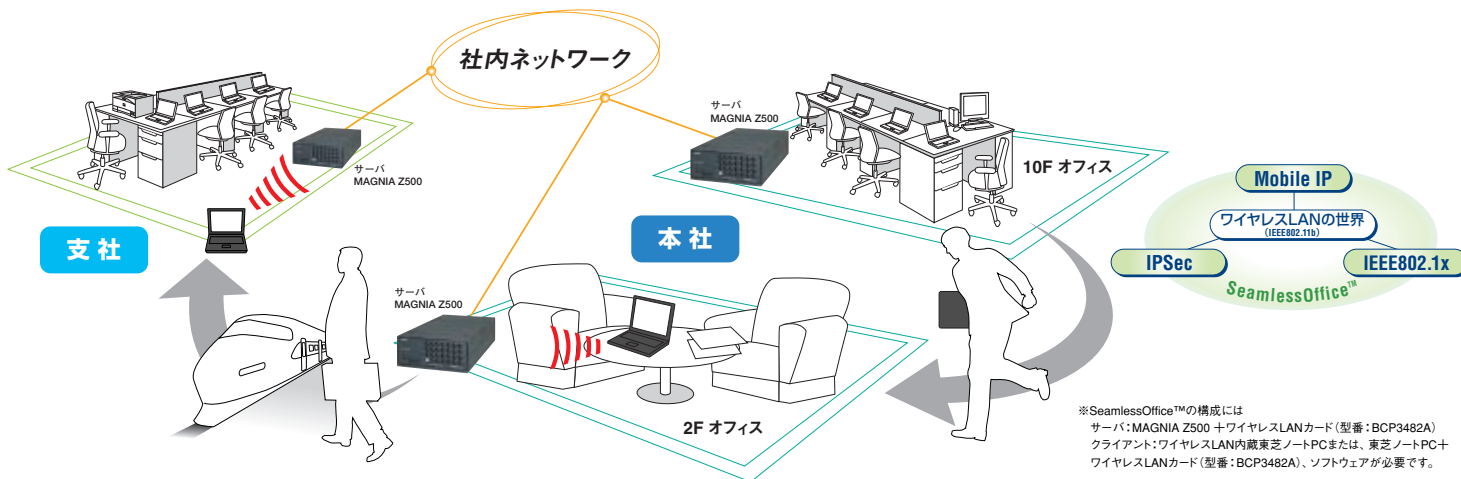 社内ネットワーク
サーバ
MAGNIA Z500
サーバ
MAGNIA Z500
10F オフィス
支社
本社
サーバ
MAGNIA Z500
2F オフィス
Mobile IP
ワイヤレスLANの世界
(IEEE802.11b)
IPSec
IEEE802.1x
SeamlessOffice™
※SeamlessOffice™の構成には
サーバ：MAGNIA Z500 ＋ワイヤレスLANカード（型番：BCP3482A）
クライアント：ワイヤレスLAN内蔵東芝ノートPCまたは、東芝ノートPC＋
ワイヤレスLANカード（型番：BCP3482A）、ソフトウェアが必要です。